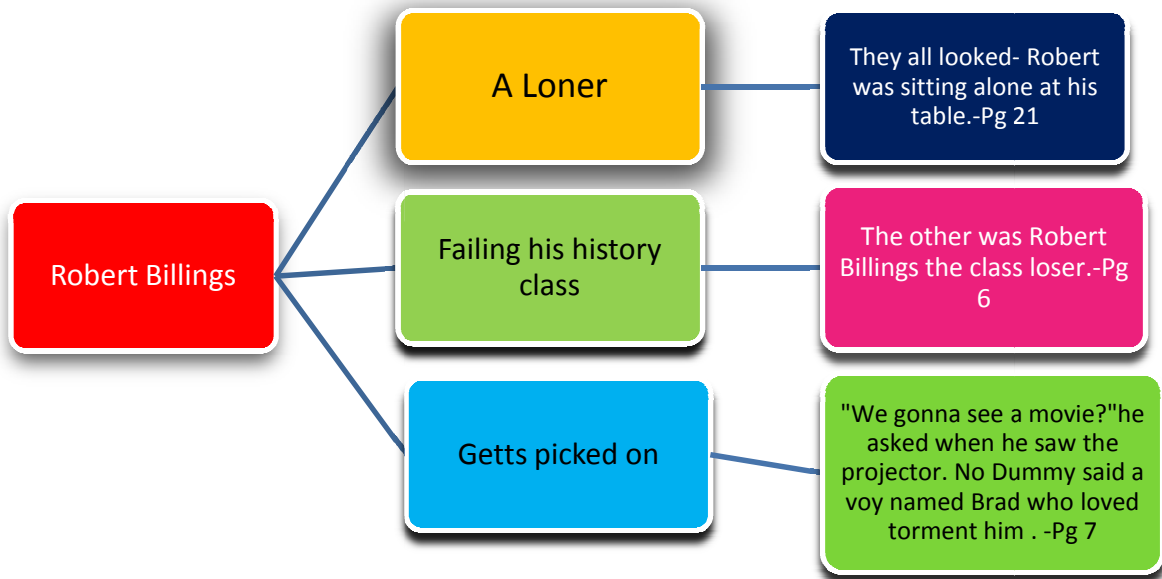 Robert Billings
A Loner
They all looked- Robert
was sitting alone at his
table.-Pg 21
Failing his history
class
The other was Robert
Billings the class loser.-Pg
6
Getts picked on
"We gonna see a movie?"he
asked when he saw the
projector. No Dummy said a
voy named Brad who loved
torment him . -Pg 7